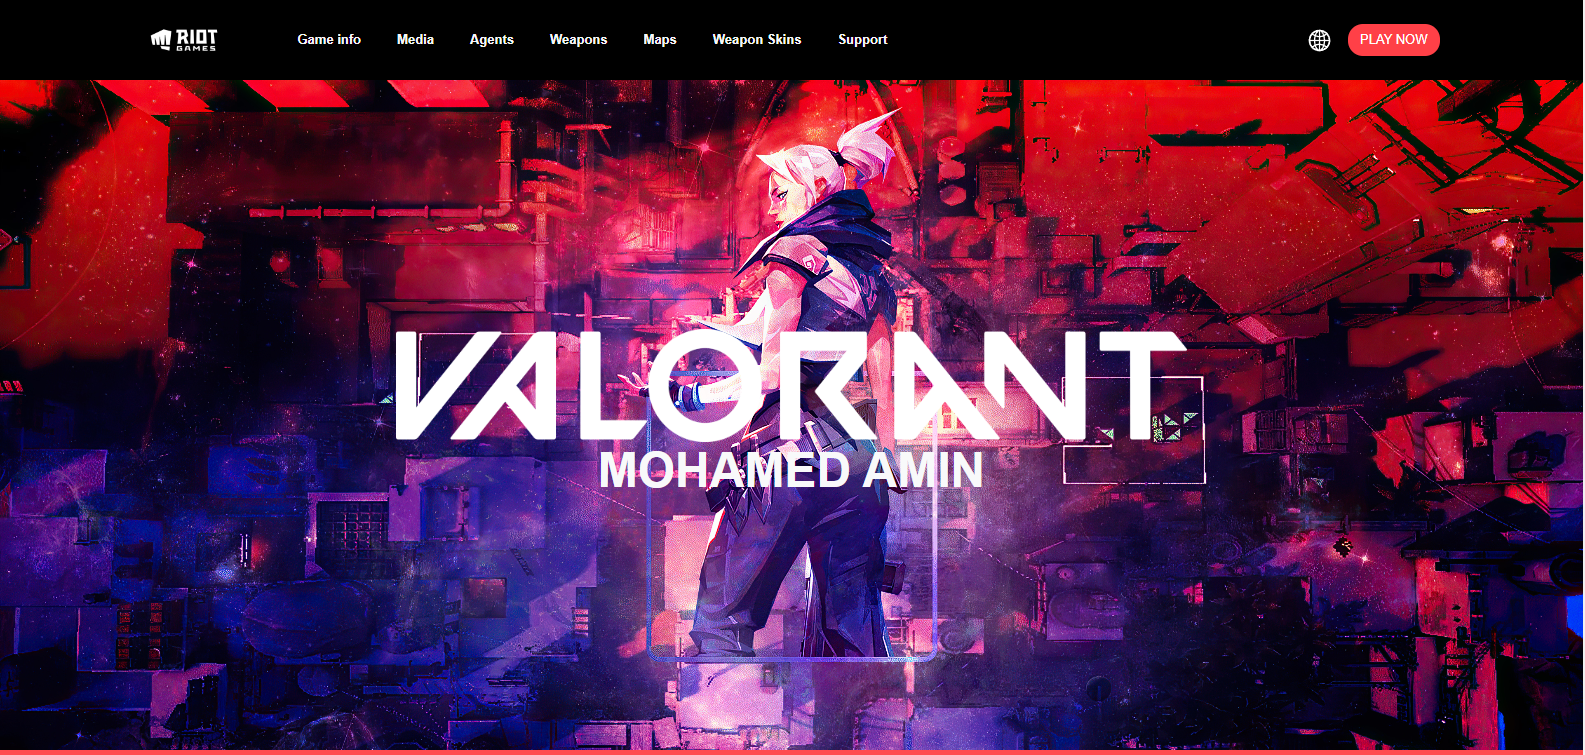 RIOT
GAMES
Game info
Media
Agents
Weapons
Maps
Weapon Skins
Support
PLAY NOW
VALORANT
MOHAMED AMIN